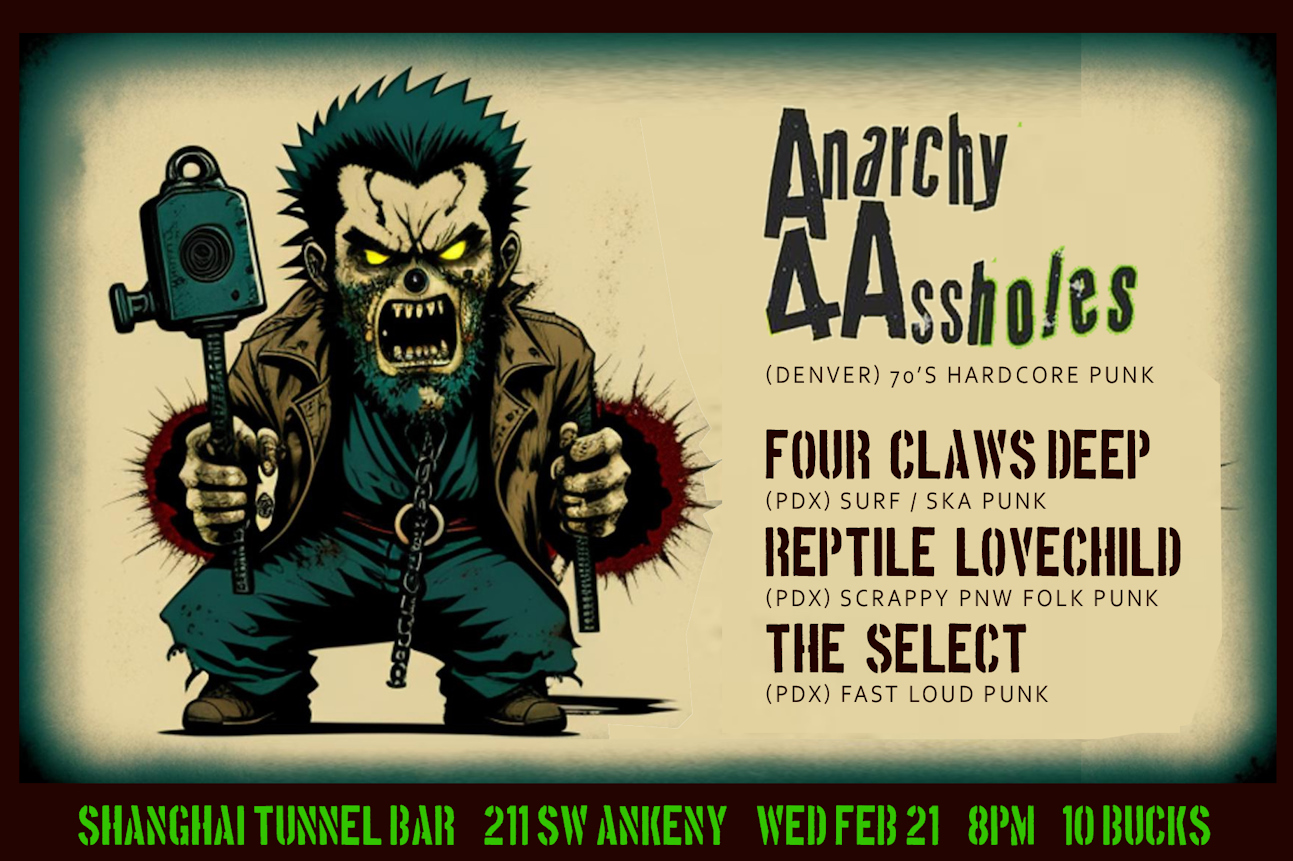 Anarchy
4Assholes
(DENVER) 70'S HARDCORE PUNK
FOUR CLAWS DEEP
(PDX) SURF / SKA PUNK
REPTILE LOVECHILD
(PDX) SCRAPPY PNW FOLK PUNK
THE SELECT
(PDX) FAST LOUD PUNK
SHANGHAI TUNNEL BAR 211 SW ANKENY WED FEB 21 8PM 10 BUCKS